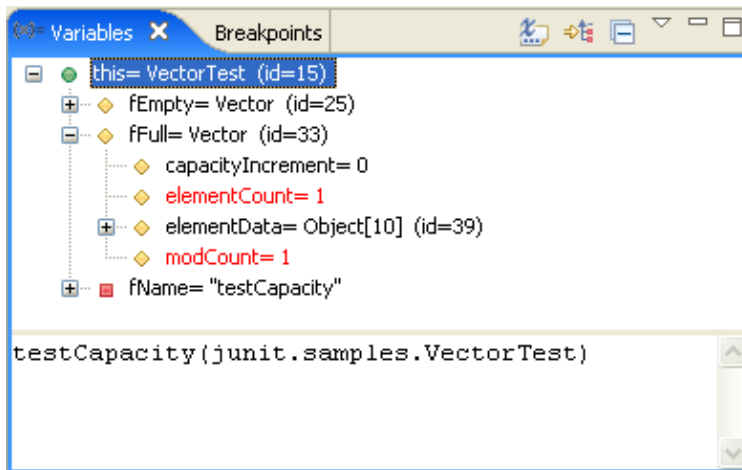 (x)= Variables Breakpoints
this= VectorTest (id=15)
fEmpty= Vector (id=25)
fFull= Vector (id=33)
capacityIncrement= 0
elementCount= 1
elementData= Object[10] (id=39)
modCount= 1
fName= "testCapacity"
testCapacity(junit.samples.VectorTest)